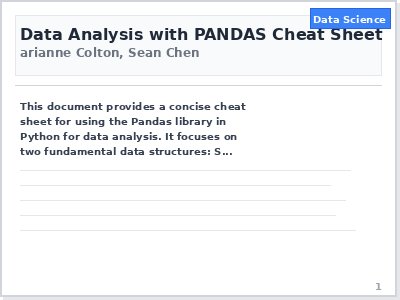 Data Science
Data Analysis with PANDAS Cheat Sheet
arianne Colton, Sean Chen
This document provides a concise cheat
sheet for using the Pandas library in
Python for data analysis. It focuses on
two fundamental data structures: S...
1